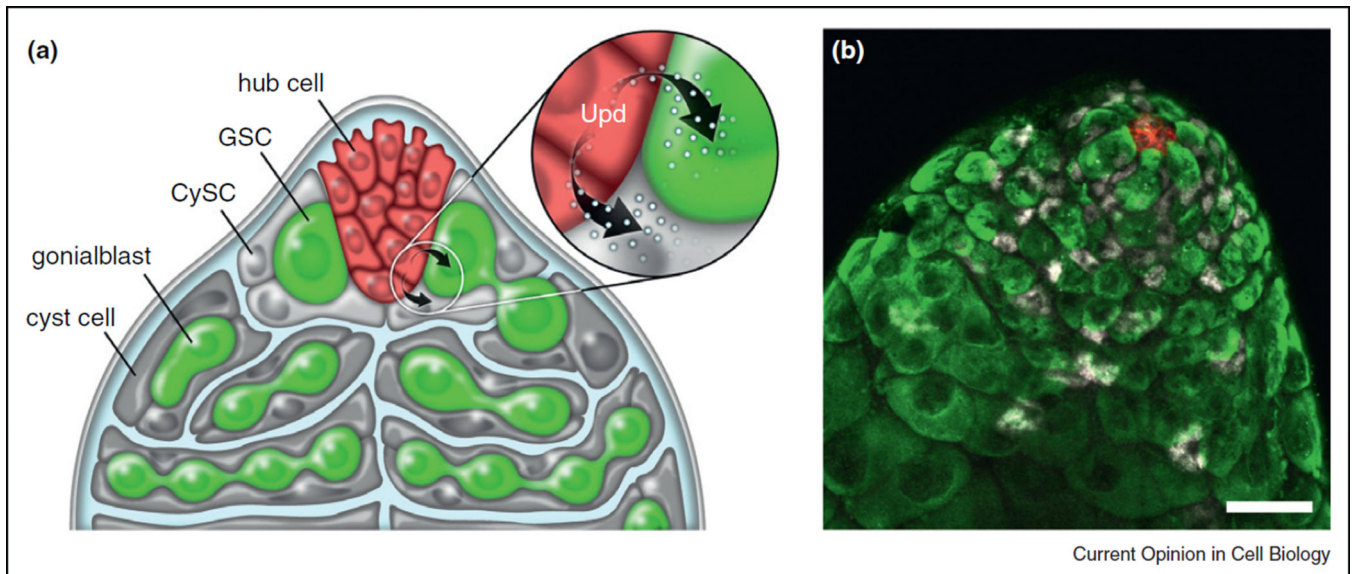 (a)
hub cell
GSC
CySC
gonialblast
cyst cell
Upd
(b)
Current Opinion in Cell Biology